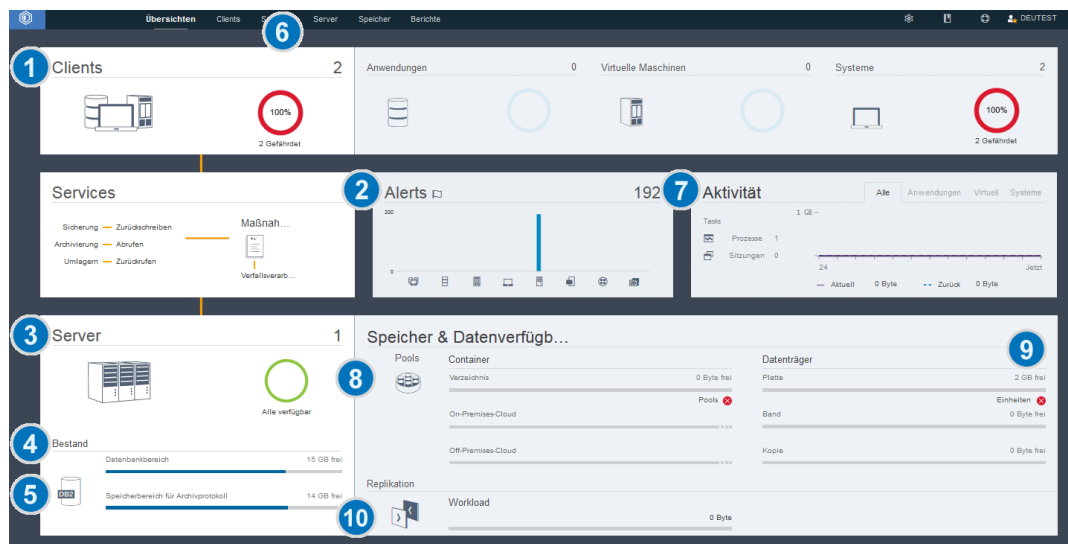 Übersichten Clients S Server Speicher Berichte DEUTEST
6
1 Clients 2 Anwendungen 0 Virtuelle Maschinen 0 Systeme 2
100% 100%
2 Gefährdet 2 Gefährdet
Services 2 Alerts 192 7 Aktivität Alle Anwendungen Virtuell Systeme
200 1 GB
Sicherung Zurückschreiben Maßnah... Tasks
Archivierung Abrufen Prozesse 1
Umlagern Zurückrufen Sitzungen 0
Verfallsverarb... 0 24 Jetzt
Aktuell 0 Byte Zurück 0 Byte
3 Server 1 Speicher & Datenverfügb... 9
8 Pools Container Datenträger
Verzeichnis 0 Byte frei Platte 2 GB frei
Pools Einheiten
Alle verfügbar On-Premises-Cloud Band 0 Byte frei
4 Bestand
Datenbankbereich 15 GB frei Off-Premises-Cloud Kopie 0 Byte frei
5 DB2 Speicherbereich für Archivprotokoll 14 GB frei
Replikation
10 Workload
0 Byte